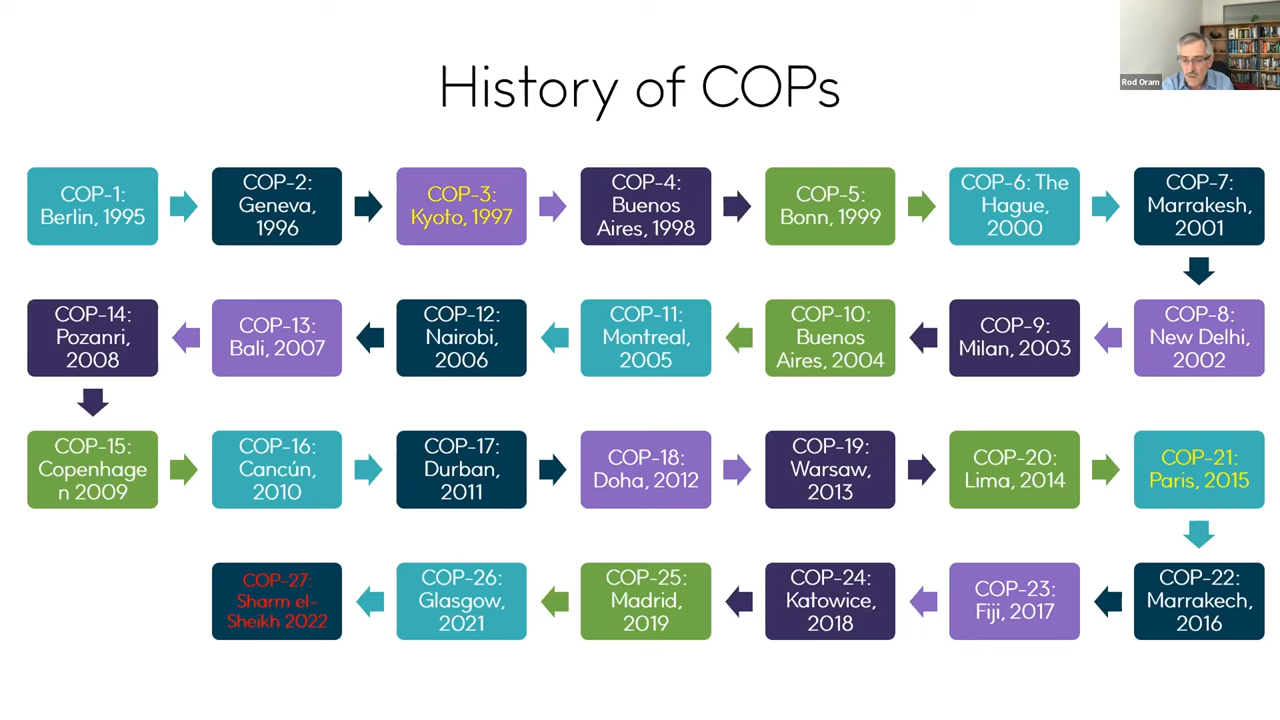 Rod Oram
History of COPs
COP-1:
Berlin, 1995
COP-2:
Geneva,
1996
COP-3:
Kyoto, 1997
COP-4:
Buenos
Aires, 1998
COP-5:
Bonn, 1999
COP-6: The
Hague,
2000
COP-7:
Marrakesh,
2001
COP-8:
New Delhi,
2002
COP-9:
Milan, 2003
COP-10:
Buenos
Aires, 2004
COP-11:
Montreal,
2005
COP-12:
Nairobi,
2006
COP-13:
Bali, 2007
COP-14:
Pozanri,
2008
COP-15:
Copenhage
n 2009
COP-16:
Cancún,
2010
COP-17:
Durban,
2011
COP-18:
Doha, 2012
COP-19:
Warsaw,
2013
COP-20:
Lima, 2014
COP-21:
Paris, 2015
COP-22:
Marrakech,
2016
COP-23:
Fiji, 2017
COP-24:
Katowice,
2018
COP-25:
Madrid,
2019
COP-26:
Glasgow,
2021
COP-27:
Sharm el-
Sheikh 2022